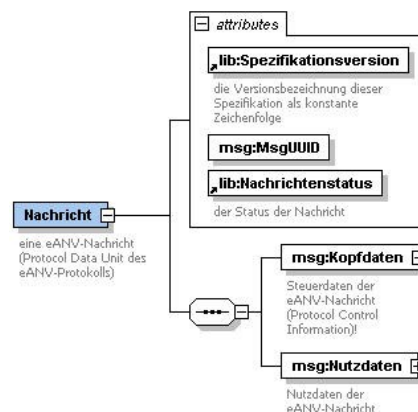 attributes
lib:Spezifikationsversion
die Versionsbezeichnung dieser
Spezifikation als konstante
Zeichenfolge
msg:MsgUUID
lib:Nachrichtenstatus
der Status der Nachricht
Nachricht
eine eANV-Nachricht
(Protocol Data Unit des
eANV-Protokolls)
msg:Kopfdaten
Steuerdaten der
eANV-Nachricht
(Protocol Control
Information)!
msg:Nutzdaten
Nutzdaten der
eANV-Nachricht